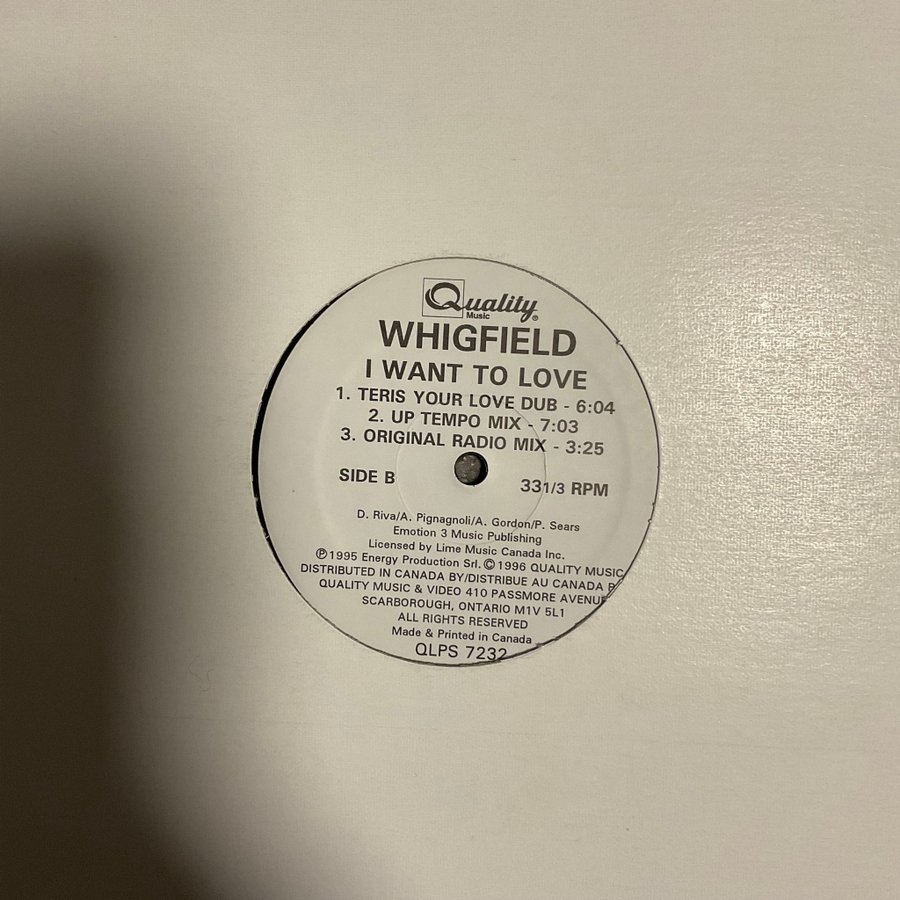 Quality®
Music
WHIGFIELD
I WANT TO LOVE
1. TERIS YOUR LOVE DUB - 6:04
2. UP TEMPO MIX - 7:03
3. ORIGINAL RADIO MIX - 3:25
SIDE B
331/3 RPM
D. Riva/A. Pignagnoli/A. Gordon/P. Sears
Emotion 3 Music Publishing
Licensed by Lime Music Canada Inc.
℗ 1995 Energy Production Srl. © 1996 QUALITY MUSIC
DISTRIBUTED IN CANADA BY/DISTRIBUE AU CANADA
QUALITY MUSIC & VIDEO 410 PASSMORE AVENUE
SCARBOROUGH, ONTARIO M1V 5L1
ALL RIGHTS RESERVED
Made & Printed in Canada
QLPS 7232